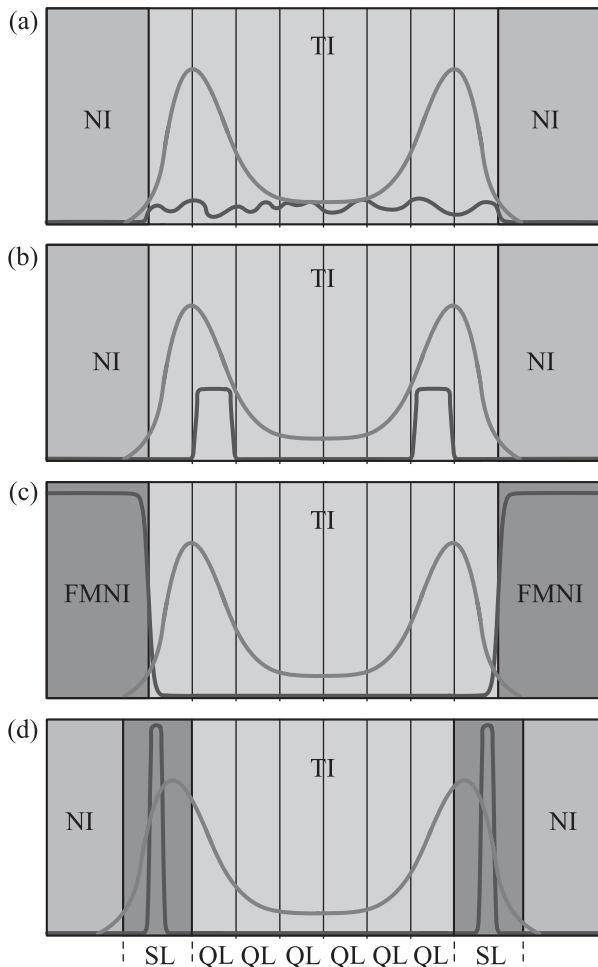 (a)
TI
NI NI
(b)
TI
NI NI
(c)
TI
FMNI FMNI
(d)
TI
NI NI
SL QL QL QL QL QL QL SL